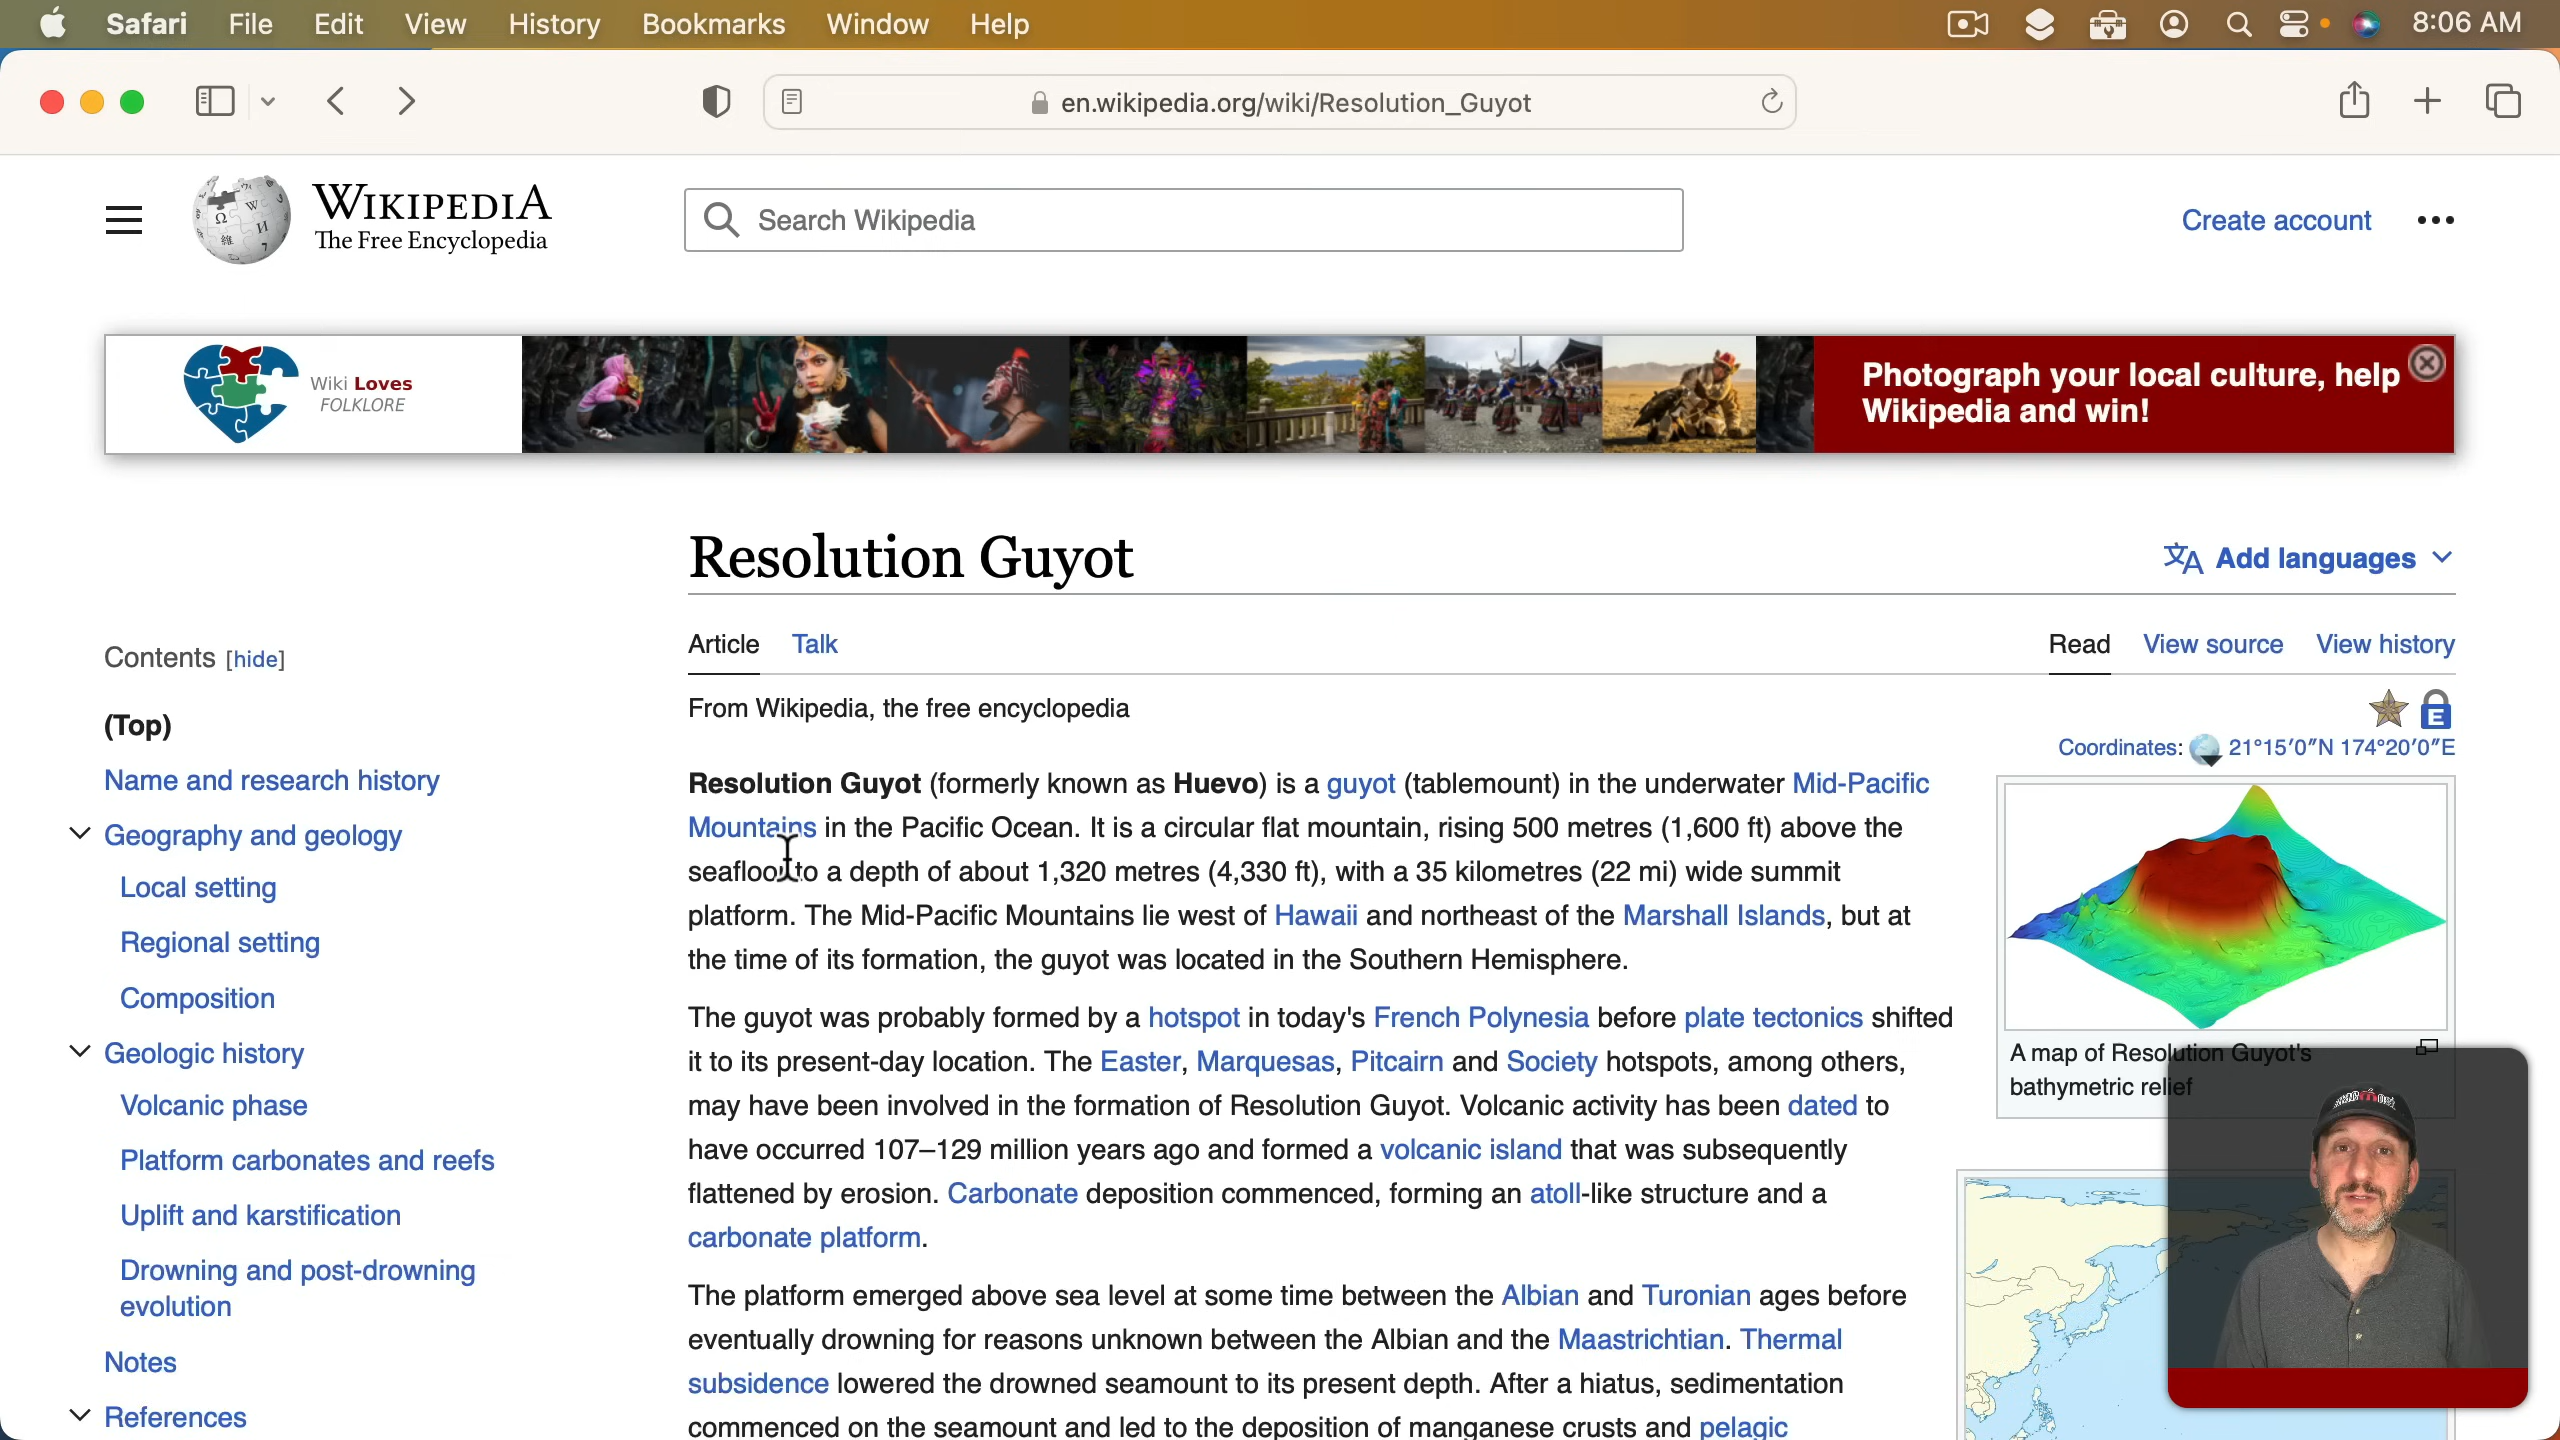 Safari File Edit View History Bookmarks Window Help 8:06 AM
en.wikipedia.org/wiki/Resolution_Guyot
WIKIPEDIA
The Free Encyclopedia
Search Wikipedia
Create account
Wiki Loves
FOLKLORE
Photograph your local culture, help
Wikipedia and win!
Resolution Guyot
Add languages
Contents [hide]
(Top)
Name and research history
Geography and geology
Local setting
Regional setting
Composition
Geologic history
Volcanic phase
Platform carbonates and reefs
Uplift and karstification
Drowning and post-drowning
evolution
Notes
References
Article Talk
Read View source View history
From Wikipedia, the free encyclopedia
E
Coordinates: 21°15′0″N 174°20′0″E
Resolution Guyot (formerly known as Huevo) is a guyot (tablemount) in the underwater Mid-Pacific
Mountains in the Pacific Ocean. It is a circular flat mountain, rising 500 metres (1,600 ft) above the
seafloor to a depth of about 1,320 metres (4,330 ft), with a 35 kilometres (22 mi) wide summit
platform. The Mid-Pacific Mountains lie west of Hawaii and northeast of the Marshall Islands, but at
the time of its formation, the guyot was located in the Southern Hemisphere.
The guyot was probably formed by a hotspot in today's French Polynesia before plate tectonics shifted
it to its present-day location. The Easter, Marquesas, Pitcairn and Society hotspots, among others,
may have been involved in the formation of Resolution Guyot. Volcanic activity has been dated to
have occurred 107–129 million years ago and formed a volcanic island that was subsequently
flattened by erosion. Carbonate deposition commenced, forming an atoll-like structure and a
carbonate platform.
The platform emerged above sea level at some time between the Albian and Turonian ages before
eventually drowning for reasons unknown between the Albian and the Maastrichtian. Thermal
subsidence lowered the drowned seamount to its present depth. After a hiatus, sedimentation
commenced on the seamount and led to the deposition of manganese crusts and pelagic
A map of Resolution Guyot's
bathymetric relief